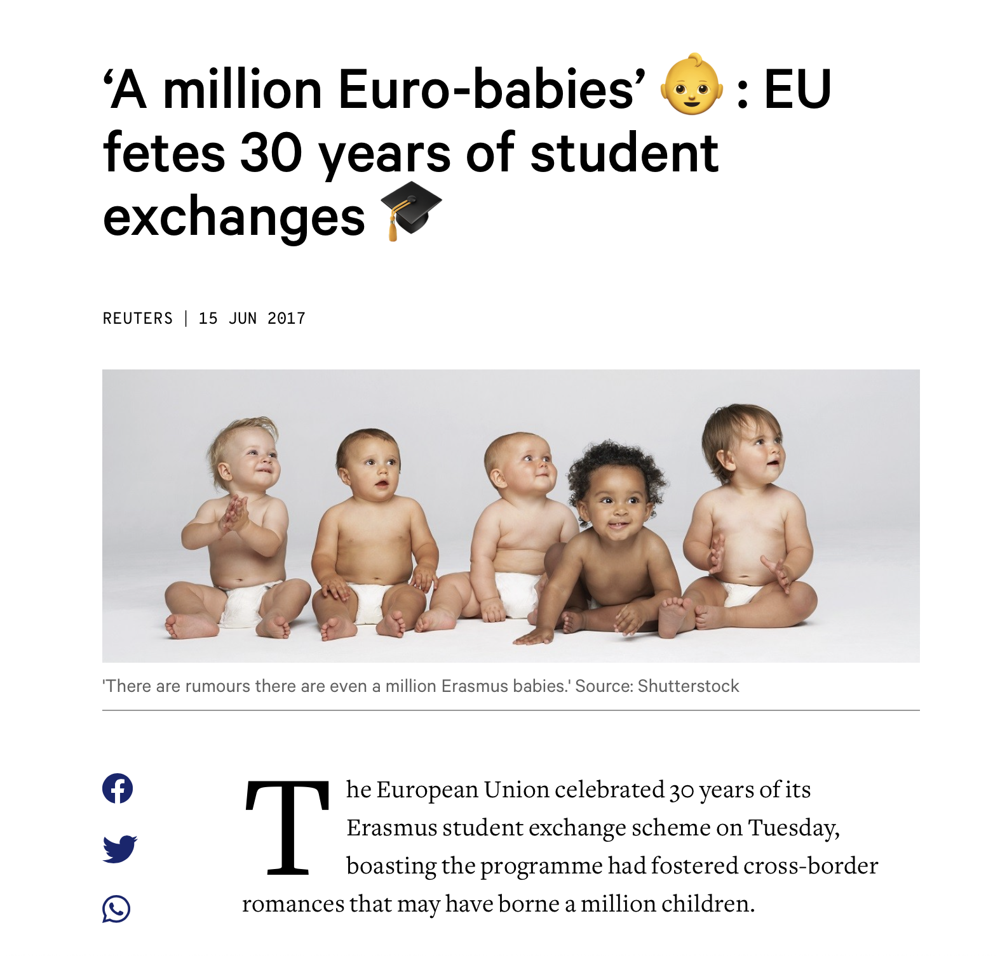 ‘A million Euro-babies’ 👶 : EU
fetes 30 years of student
exchanges 🎓
REUTERS | 15 JUN 2017
'There are rumours there are even a million Erasmus babies.' Source: Shutterstock
The European Union celebrated 30 years of its
Erasmus student exchange scheme on Tuesday,
boasting the programme had fostered cross-border
romances that may have borne a million children.